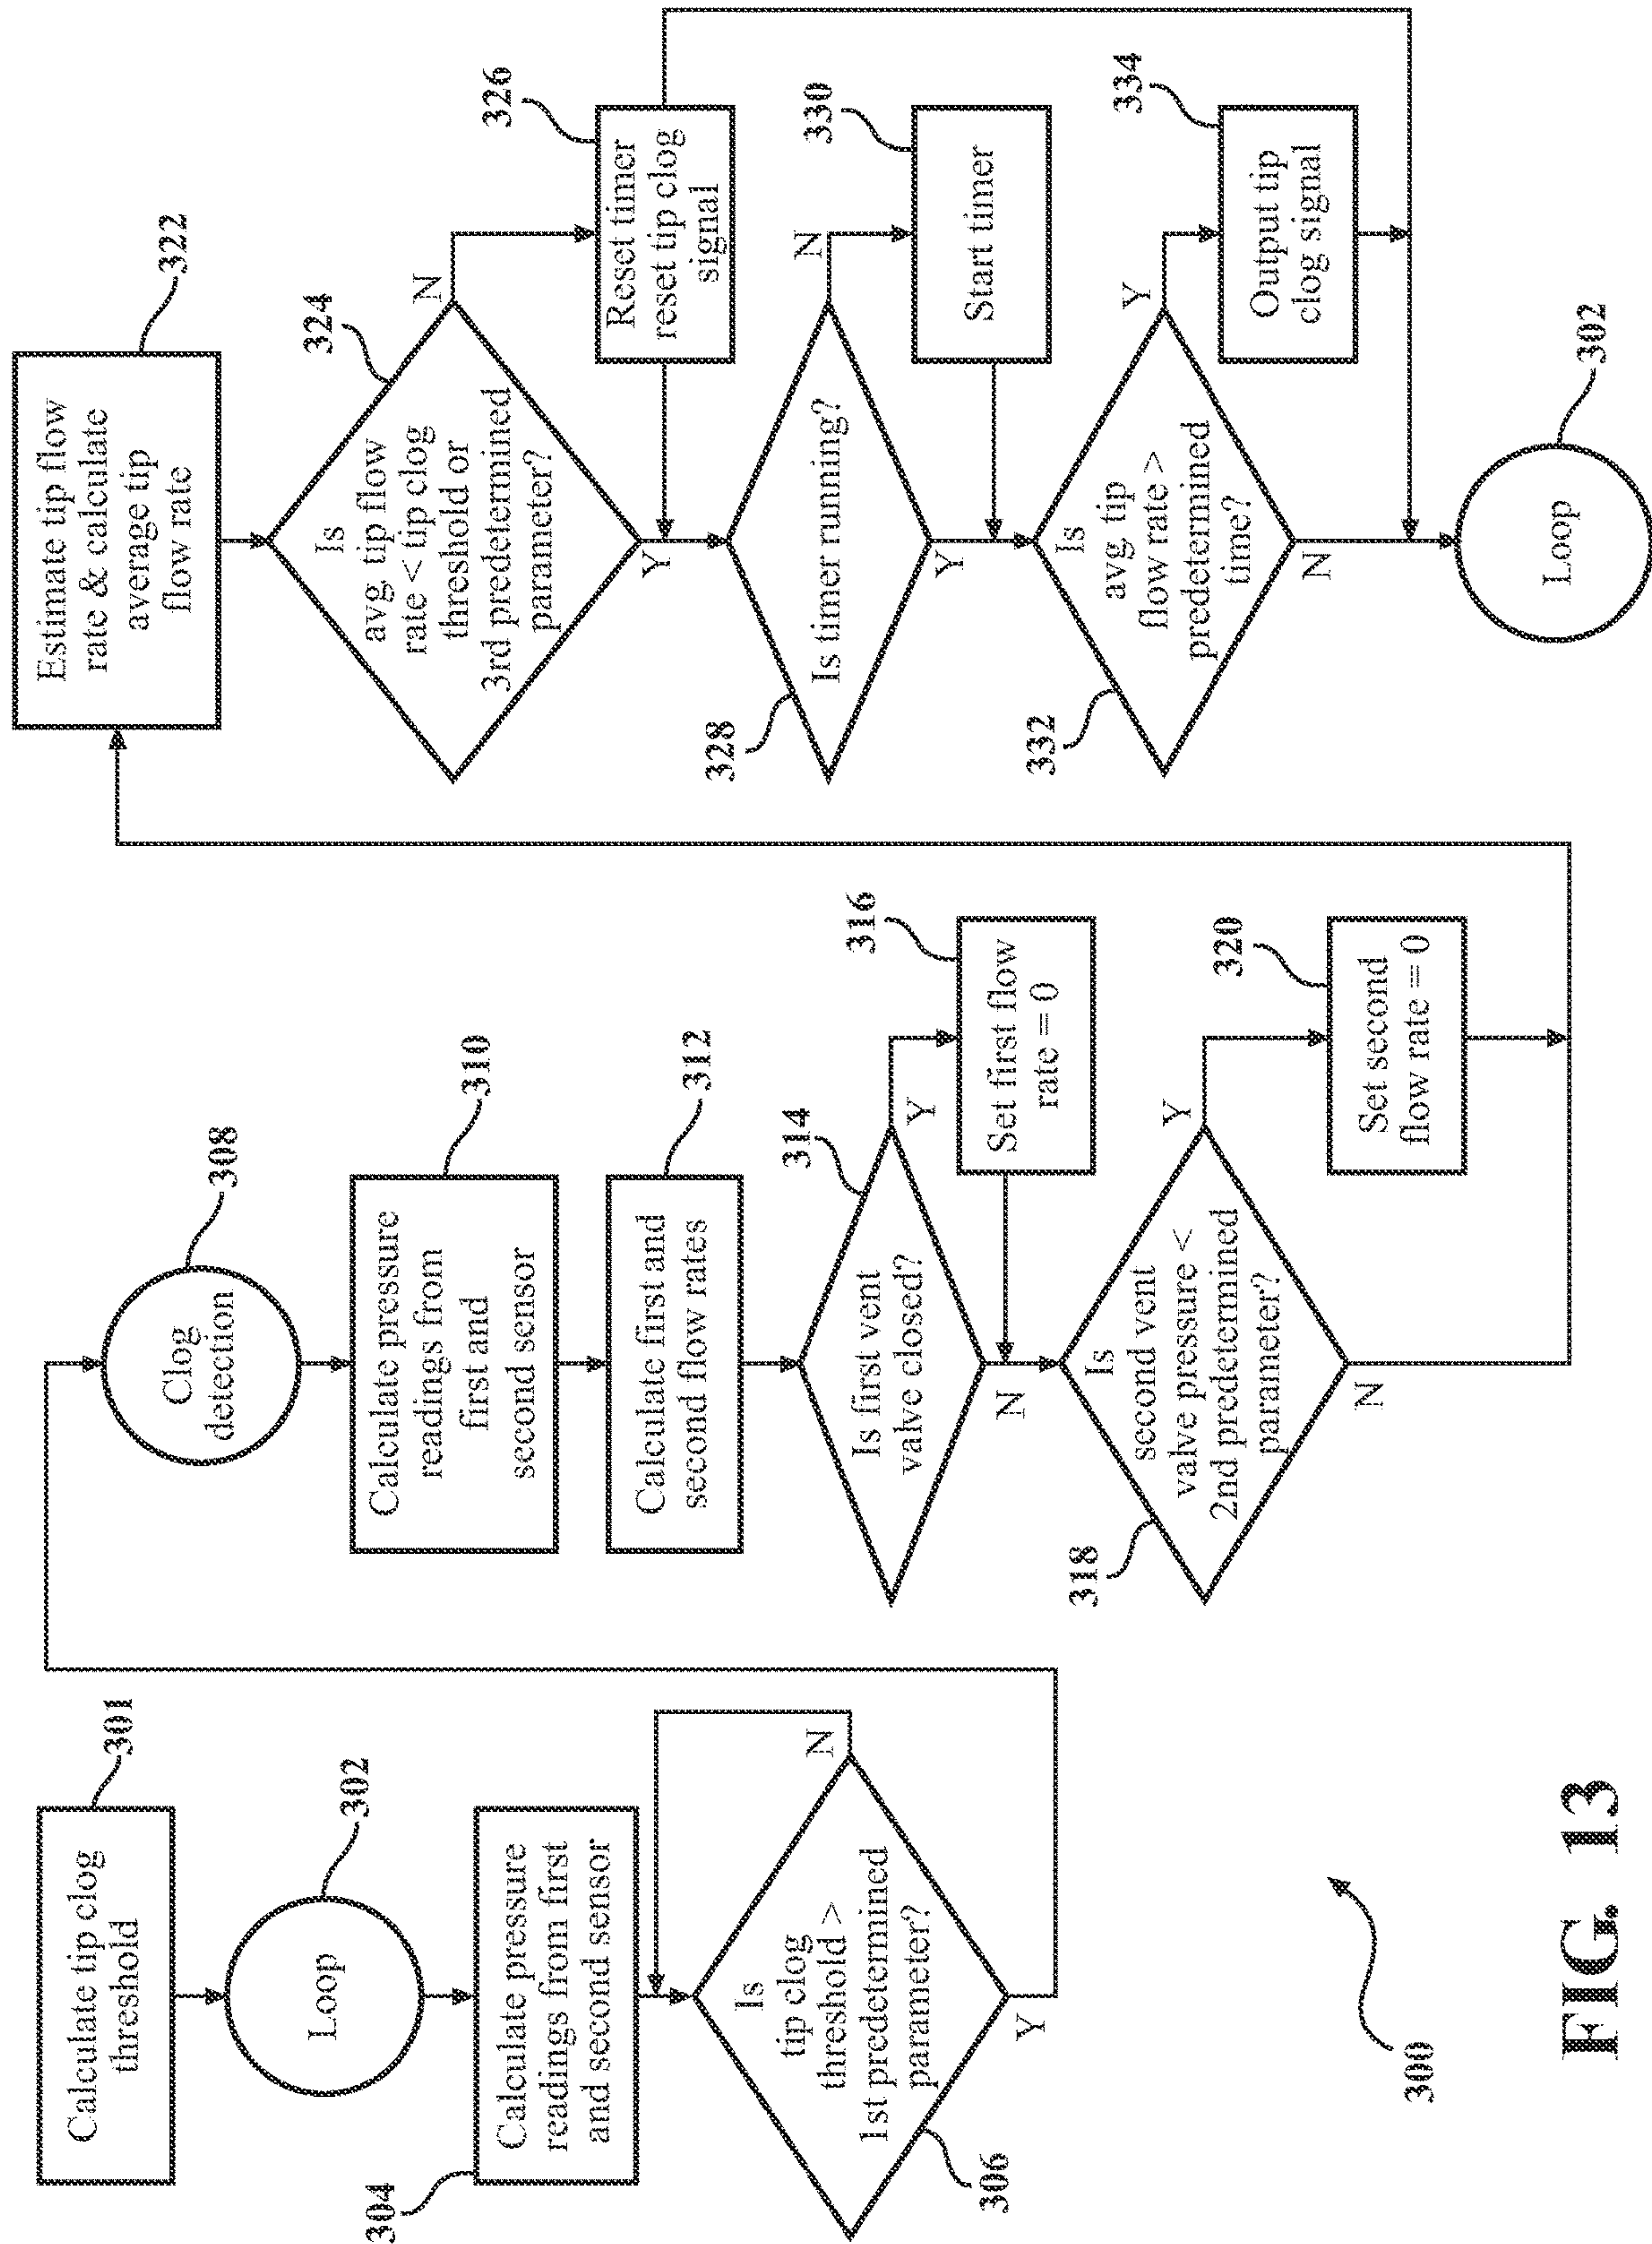 301
Calculate tip clog
threshold
302
Loop
304
Calculate pressure
readings from first
and second sensor
306
Is
tip clog
threshold >
1st predetermined
parameter?
N
Y
308
Clog
detection
310
Calculate pressure
readings from
first and
second sensor
312
Calculate first and
second flow rates
314
Is first vent
valve closed?
Y
N
316
Set first flow
rate = 0
318
Is
second vent
valve pressure <
2nd predetermined
parameter?
Y
N
320
Set second
flow rate = 0
322
Estimate tip flow
rate & calculate
average tip
flow rate
324
Is
avg. tip flow
rate < tip clog
threshold or
3rd predetermined
parameter?
N
Y
326
Reset timer
reset tip clog
signal
328
Is timer running?
N
Y
330
Start timer
332
Is
avg. tip
flow rate >
predetermined
time?
Y
N
334
Output tip
clog signal
302
Loop
300
FIG. 13